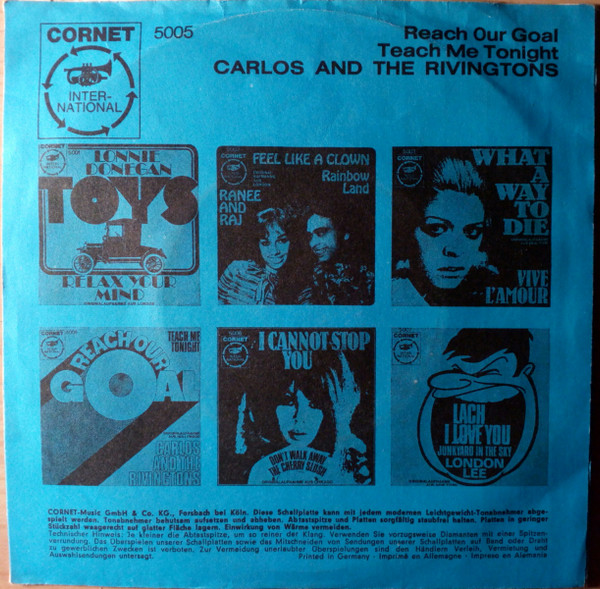 CORNET
INTER-
NATIONAL
5005
Reach Our Goal
Teach Me Tonight
CARLOS AND THE RIVINGTONS
5001
LONNIE
DONEGAN
TOYS
RELAX YOUR
MIND
CORNET
FEEL LIKE A CLOWN
Rainbow
Land
RANEE
AND
RAJ
CORNET
WHAT
A
WAY
TO
DIE
VIVE
L'AMOUR
CORNET
TEACH ME
TONIGHT
REACH OUR
GOAL
CARLOS
AND THE
RIVINGTONS
CORNET
I CANNOT STOP
YOU
DON'T WALK AWAY
THE CHERRY SLUSH
CORNET
LACH
I LOVE YOU
JUNKYARD IN THE SKY
LONDON
LEE
CORNET-Music GmbH & Co. KG., Porzbach bei Köln. Diese Schallplatte kann mit jedem modernen Leichtgewicht-Tonabnehmer abge-
spielt werden. Tonabnehmer behutsam aufsetzen und abheben. Abtastspitze und Platten sorgfältig staubfrei halten. Platten in geringer
Stückzahl waagerecht auf glatter Fläche lagern. Einwirkung von Wärme vermeiden.
Technischer Hinweis: Je kleiner die Abtastspitze, um so reiner der Klang. Verwenden Sie vorzugsweise Diamanten mit einer Spitzen-
verrundung. Das Überspielen unserer Schallplatten sowie das Mitschneiden von Sendungen unserer Schallplatten auf Band oder Draht
zu gewerblichen Zwecken ist verboten. Zur Vermeidung unerlaubter Überspielungen sind den Händlern Verleih, Vermietung und
Auswahlsendungen untersagt.
Printed in Germany - Imprimé en Allemagne - Impreso en Alemania